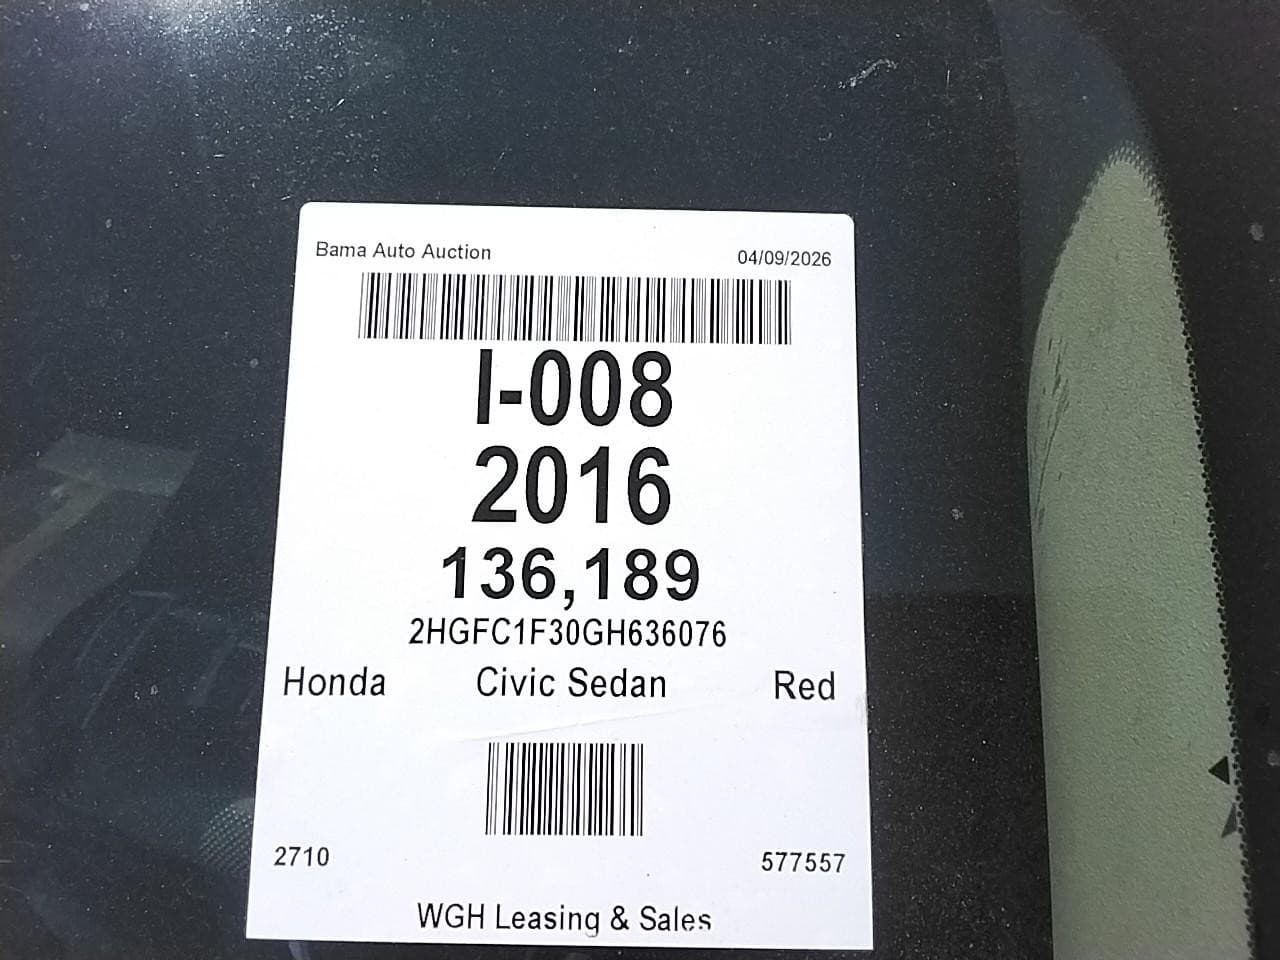 Bama Auto Auction 04/09/2026
I-008
2016
136,189
2HGFC1F30GH636076
Honda Civic Sedan Red
2710 577557
WGH Leasing & Sales